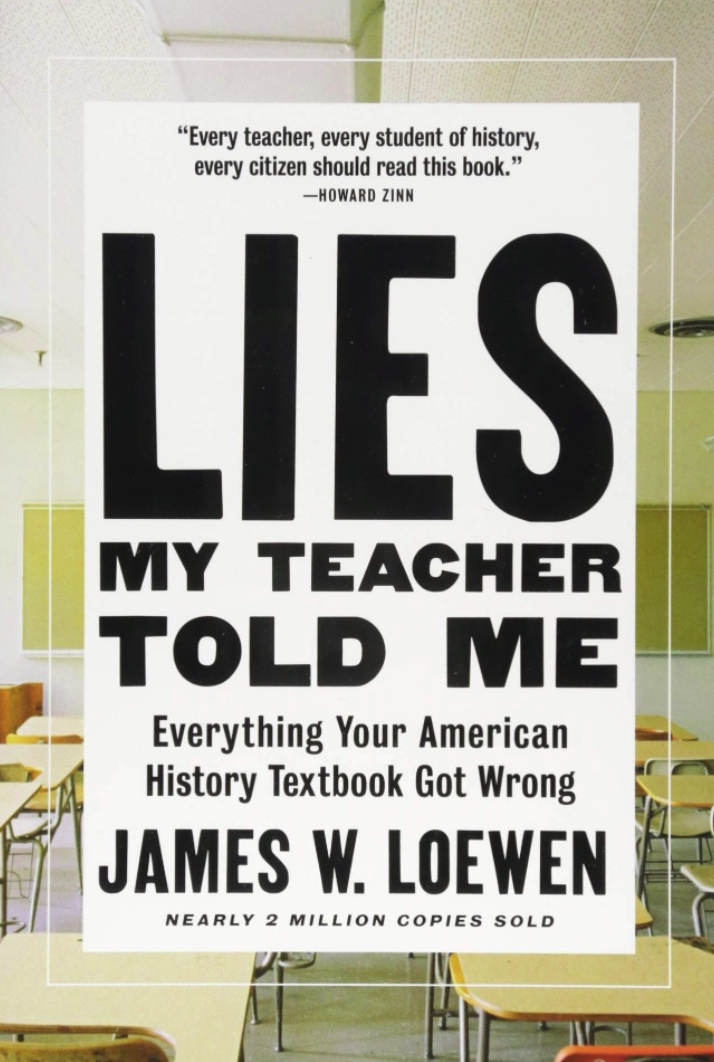 “Every teacher, every student of history,
every citizen should read this book.”
—HOWARD ZINN
LIES
MY TEACHER
TOLD ME
Everything Your American
History Textbook Got Wrong
JAMES W. LOEWEN
NEARLY 2 MILLION COPIES SOLD